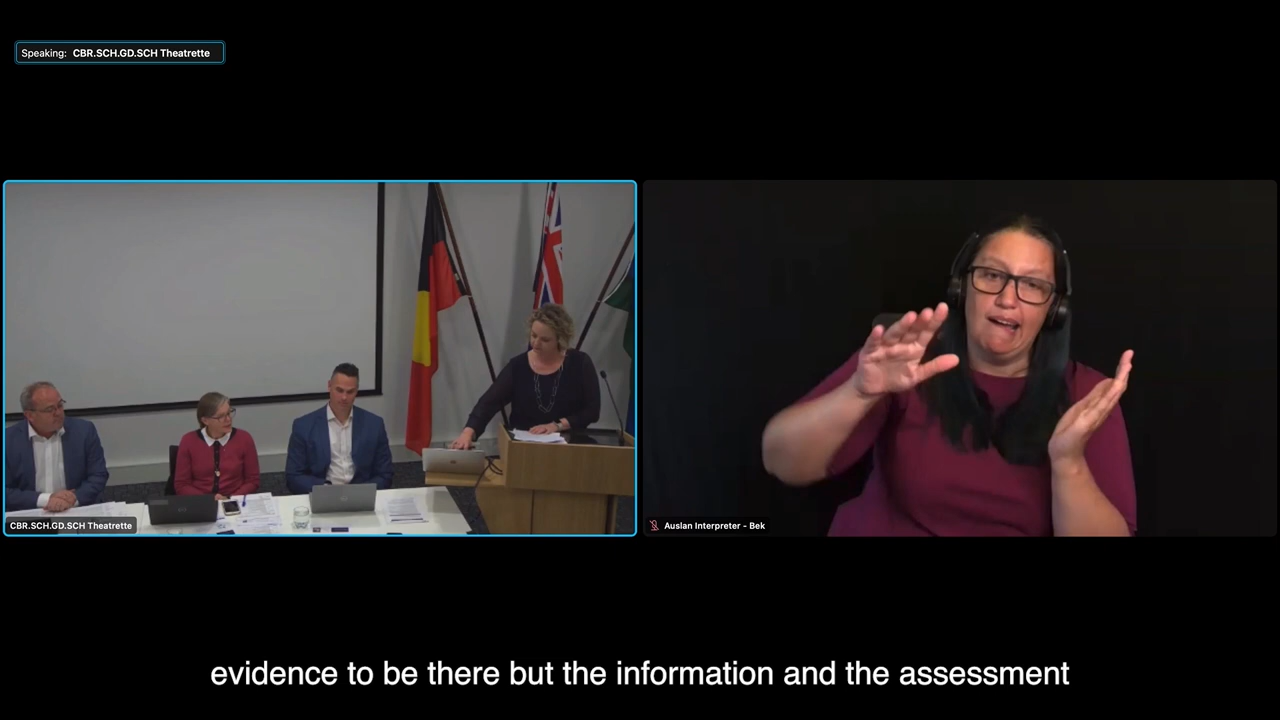 Speaking: CBR.SCH.GD.SCH Theatrette
CBR.SCH.GD.SCH Theatrette
Auslan Interpreter - Bek
evidence to be there but the information and the assessment